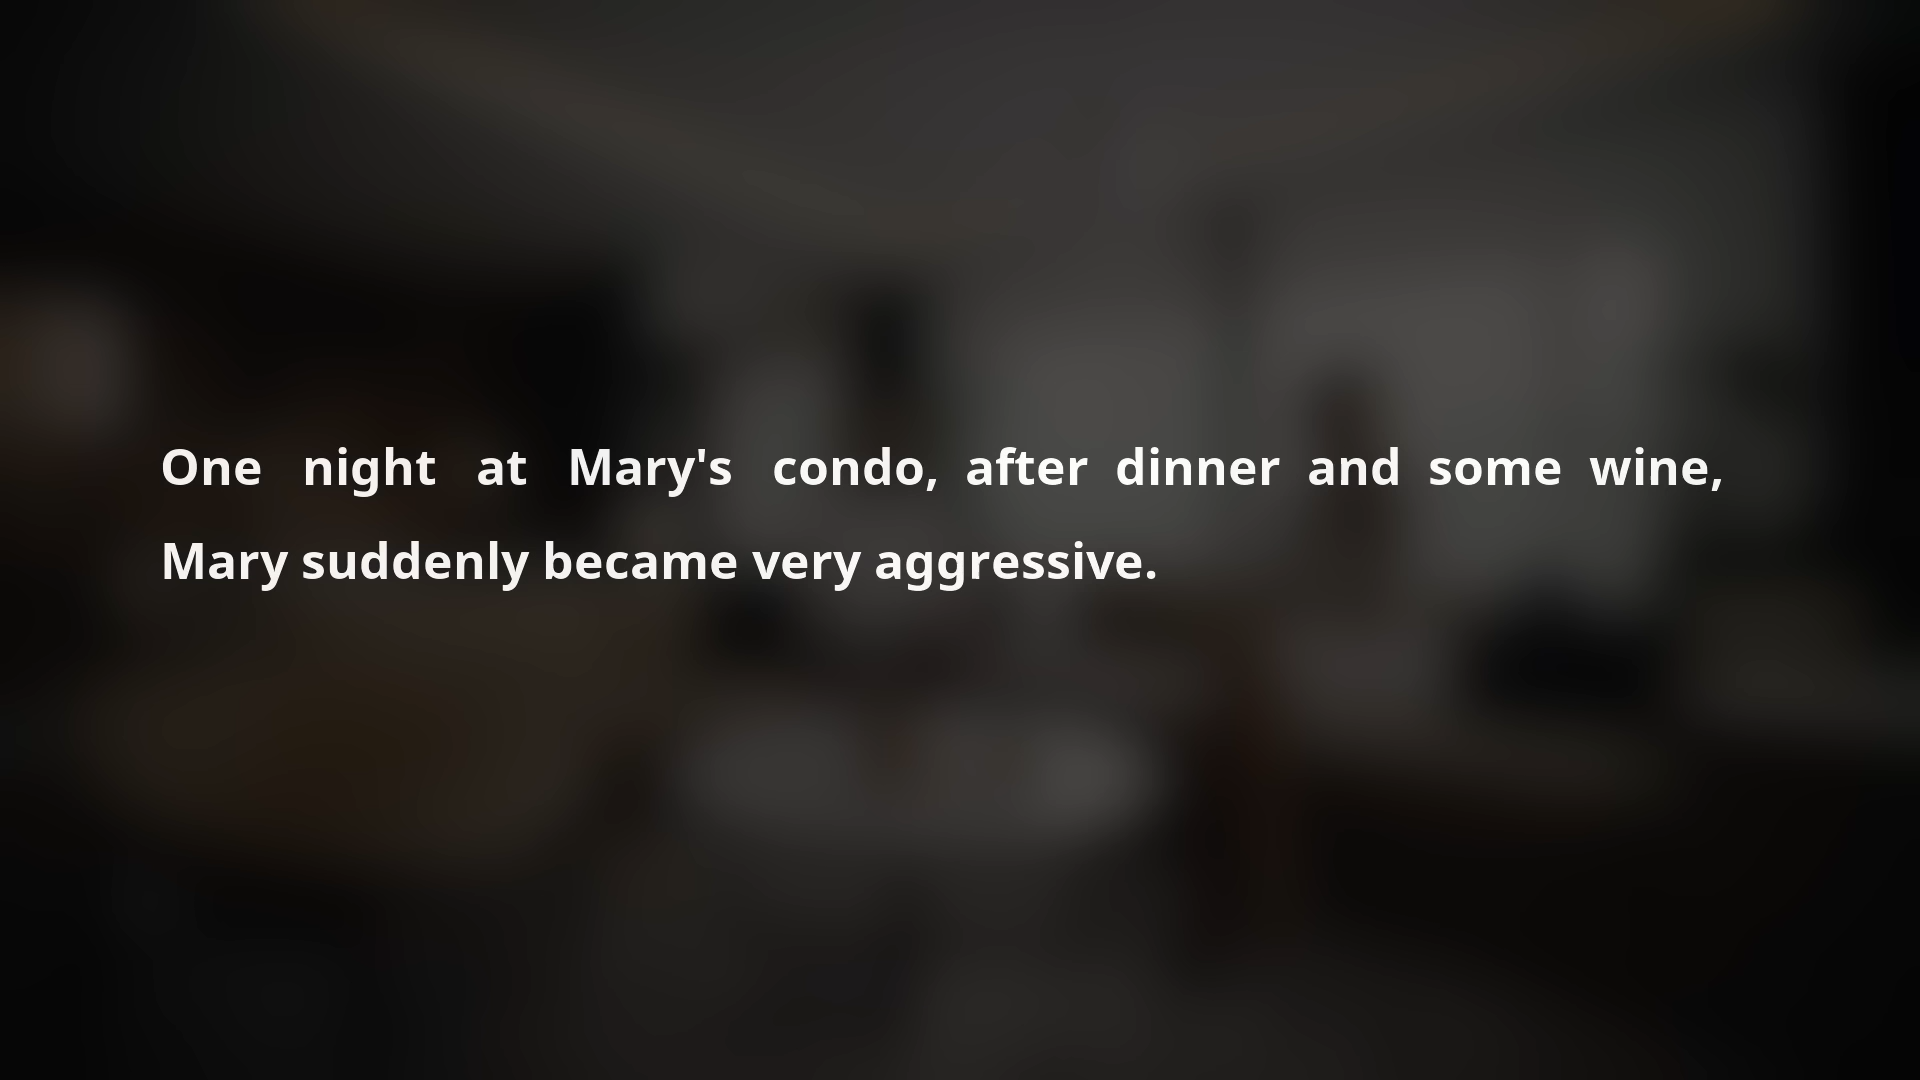 One night at Mary's condo, after dinner and some wine,
Mary suddenly became very aggressive.